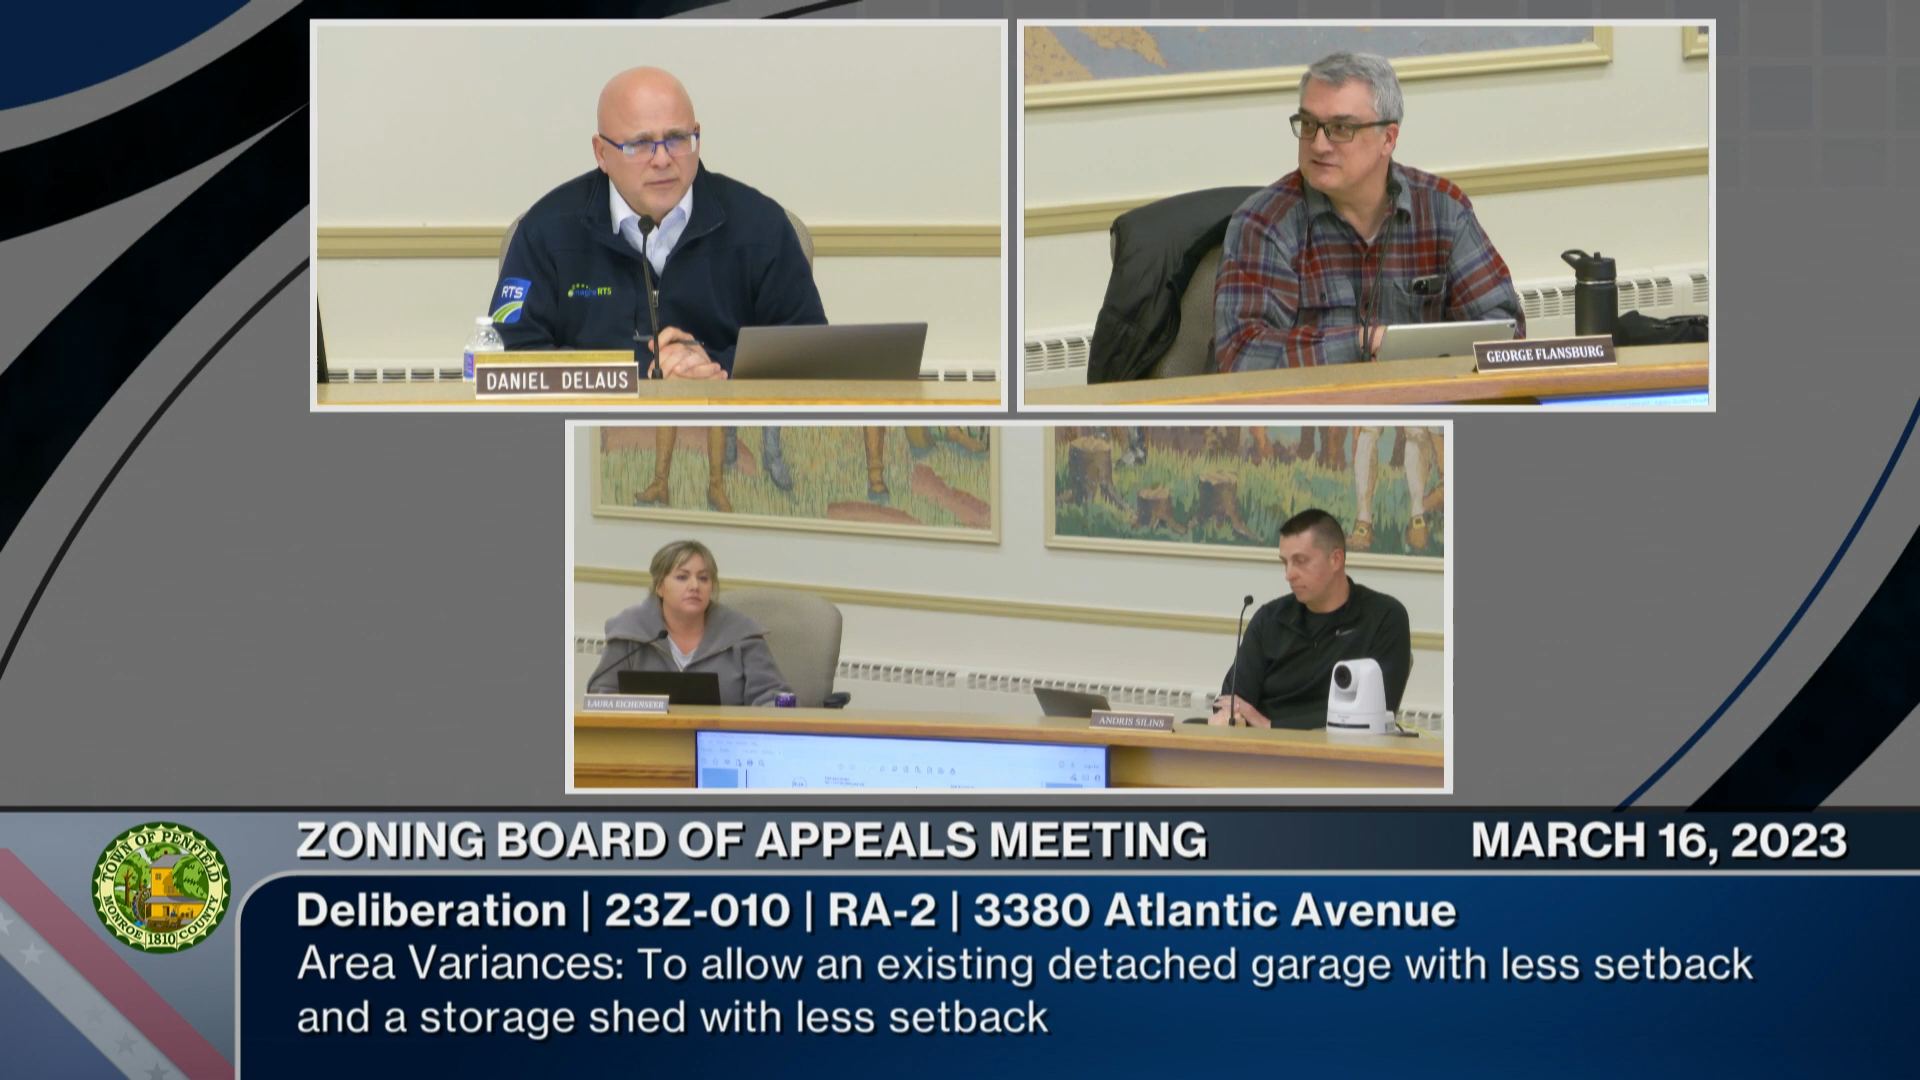 RTS
RTS
DANIEL DELAUS
GEORGE FLANSBURG
LAURA EICHENSEER
ANDRIS SILINS
TOWN OF PENFIELD
MONROE COUNTY
1810
ZONING BOARD OF APPEALS MEETING
MARCH 16, 2023
Deliberation | 23Z-010 | RA-2 | 3380 Atlantic Avenue
Area Variances: To allow an existing detached garage with less setback
and a storage shed with less setback